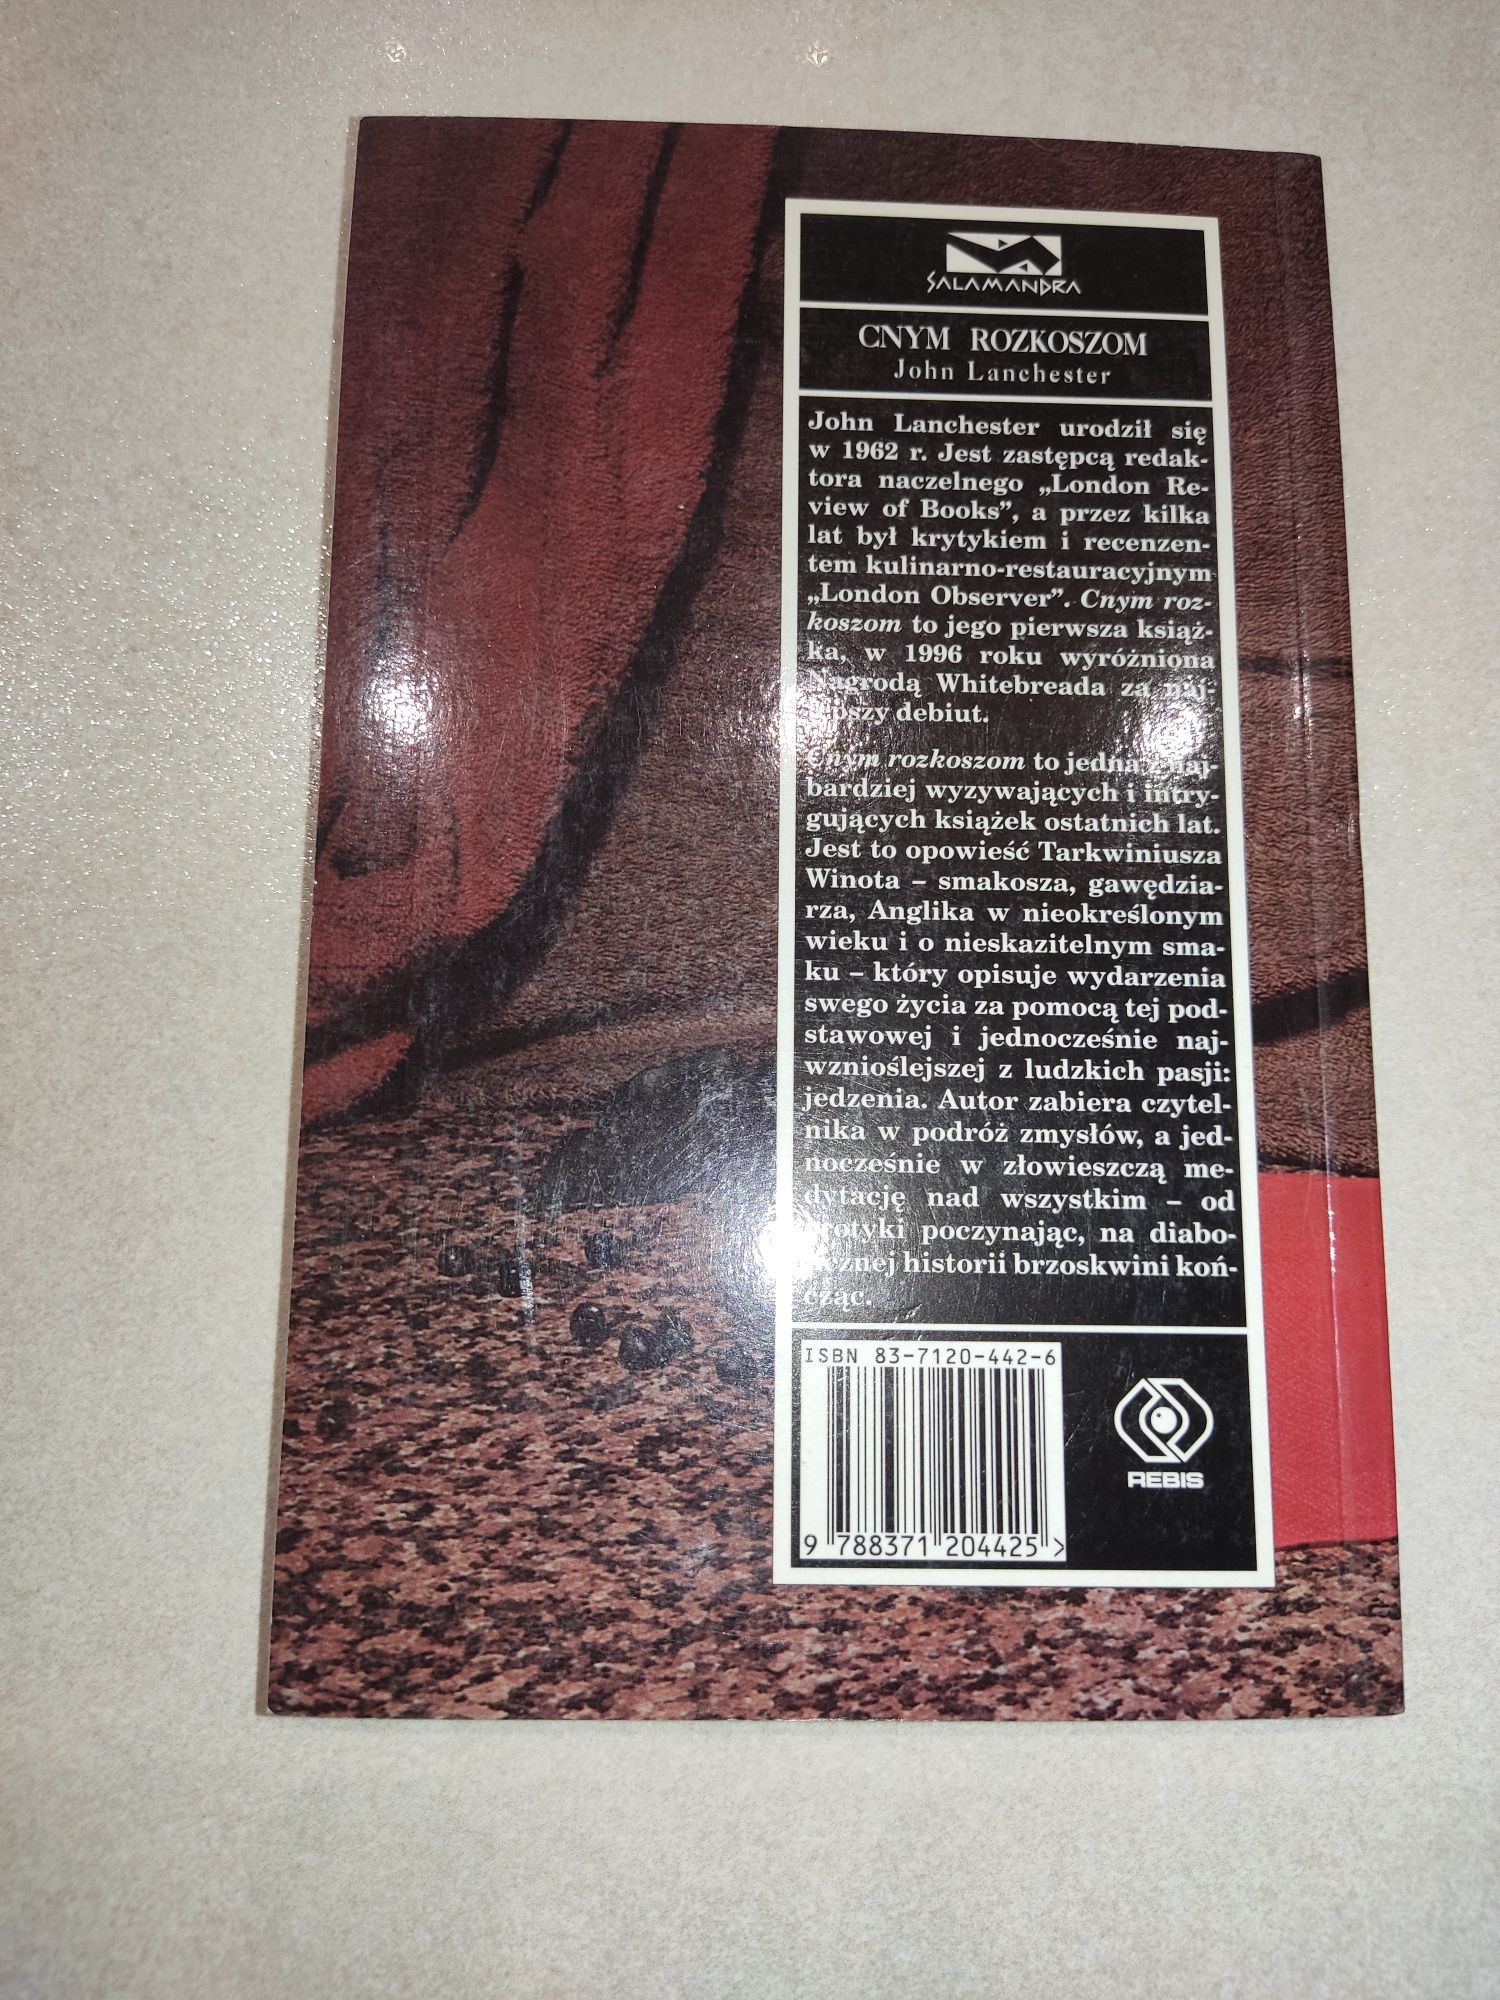 SALAMANDRA
CNYM ROZKOSZOM
John Lanchester
John Lanchester urodził się
w 1962 r. Jest zastępcą redak-
tora naczelnego „London Re-
view of Books”, a przez kilka
lat był krytykiem i recenzen-
tem kulinarno-restauracyjnym
„London Observer”. Cnym roz-
koszom to jego pierwsza książ-
ka, w 1996 roku wyróżniona
Nagrodą Whitebreada za naj-
lepszy debiut.
Cnym rozkoszom to jedna z naj-
bardziej wyzywających i intry-
gujących książek ostatnich lat.
Jest to opowieść Tarkwiniusza
Winota – smakosza, gawędzia-
rza, Anglika w nieokreślonym
wieku i o nieskazitelnym sma-
ku – który opisuje wydarzenia
swego życia za pomocą tej pod-
stawowej i jednocześnie naj-
wznioślejszej z ludzkich pasji:
jedzenia. Autor zabiera czytel-
nika w podróż zmysłów, a jed-
nocześnie w złowieszczą me-
dytację nad wszystkim – od
erotyki poczynając, na diabo-
licznej historii brzoskwini koń-
cząc.
ISBN 83-7120-442-6
9 788371 204425 >
REBIS